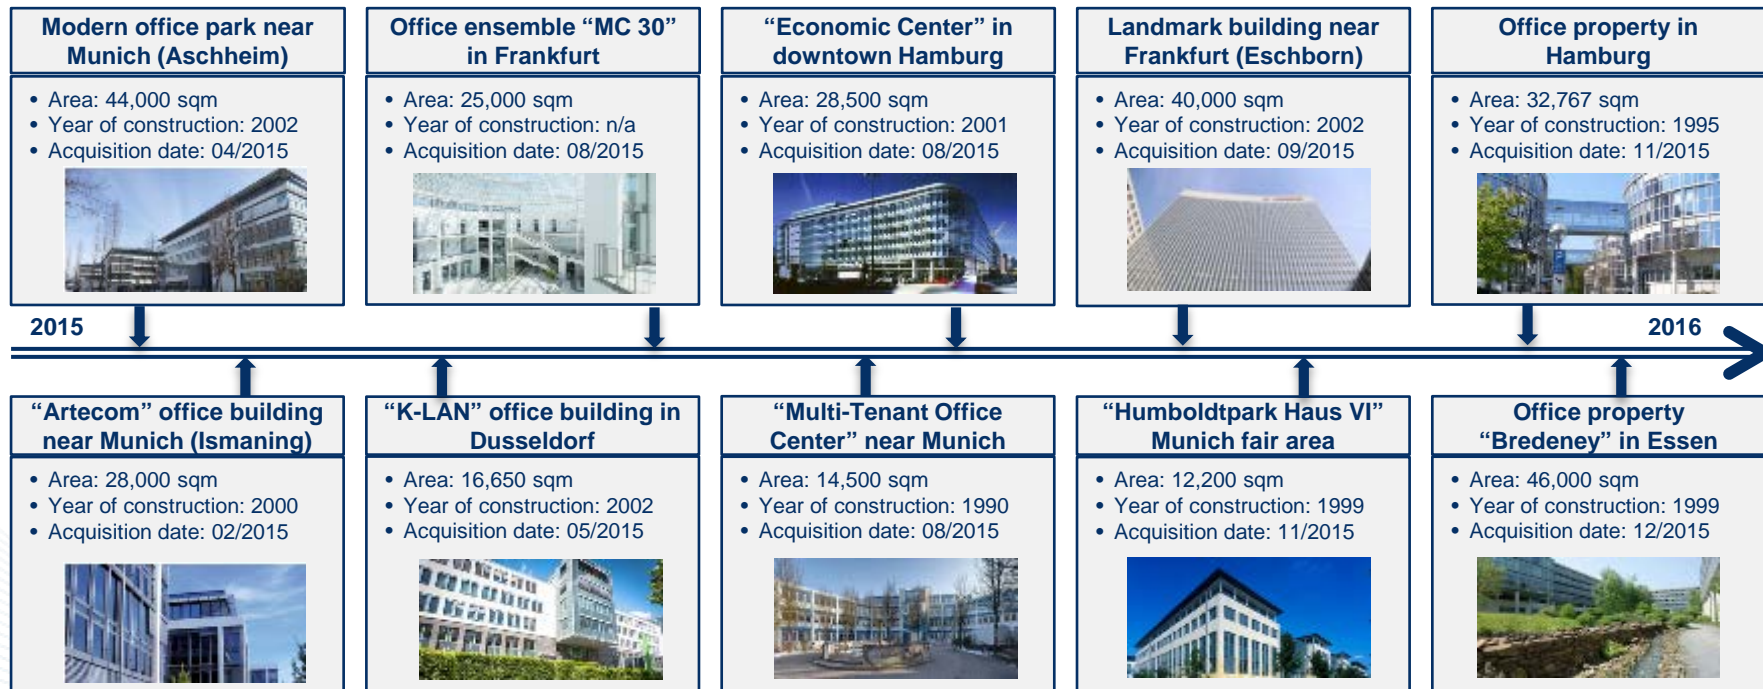 Modern office park near
Munich (Aschheim)
• Area: 44,000 sqm
• Year of construction: 2002
• Acquisition date: 04/2015
Office ensemble “MC 30”
in Frankfurt
• Area: 25,000 sqm
• Year of construction: n/a
• Acquisition date: 08/2015
“Economic Center” in
downtown Hamburg
• Area: 28,500 sqm
• Year of construction: 2001
• Acquisition date: 08/2015
Landmark building near
Frankfurt (Eschborn)
• Area: 40,000 sqm
• Year of construction: 2002
• Acquisition date: 09/2015
Office property in
Hamburg
• Area: 32,767 sqm
• Year of construction: 1995
• Acquisition date: 11/2015
2015
2016
“Artecom” office building
near Munich (Ismaning)
• Area: 28,000 sqm
• Year of construction: 2000
• Acquisition date: 02/2015
“K-LAN” office building in
Dusseldorf
• Area: 16,650 sqm
• Year of construction: 2002
• Acquisition date: 05/2015
“Multi-Tenant Office
Center” near Munich
• Area: 14,500 sqm
• Year of construction: 1990
• Acquisition date: 08/2015
“Humboldtpark Haus VI”
Munich fair area
• Area: 12,200 sqm
• Year of construction: 1999
• Acquisition date: 11/2015
Office property
“Bredeney” in Essen
• Area: 46,000 sqm
• Year of construction: 1999
• Acquisition date: 12/2015